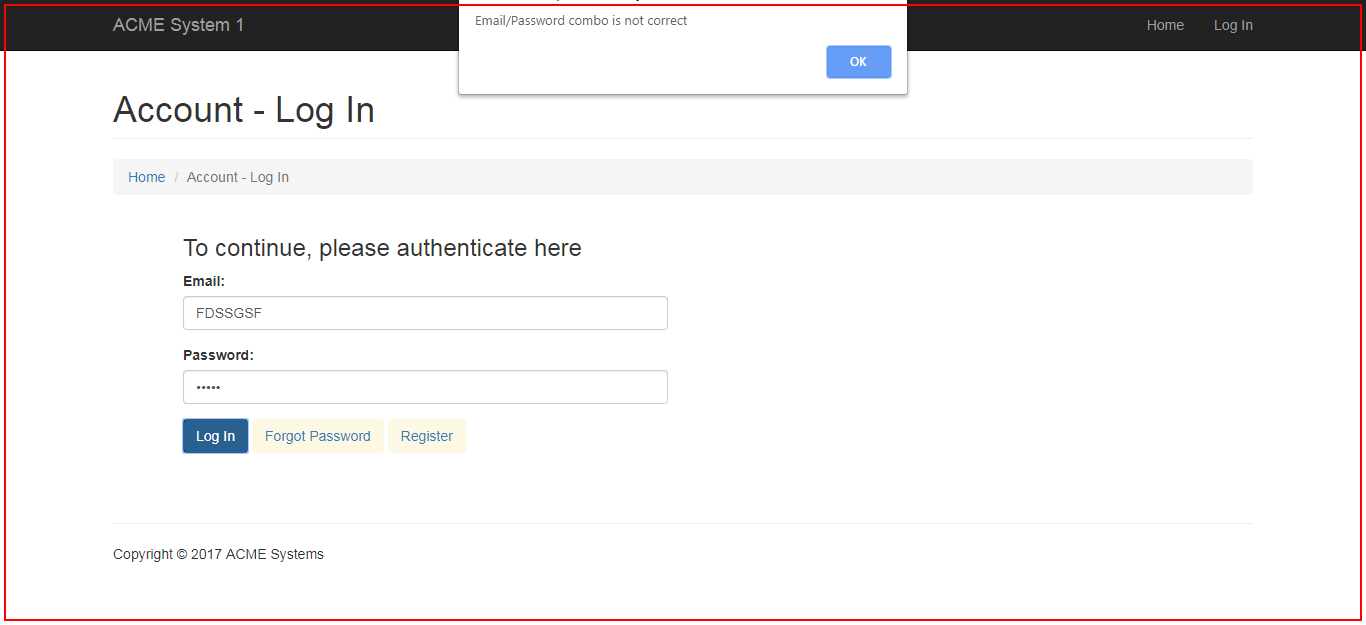 ACME System 1
Email/Password combo is not correct
Home
Log In
OK
Account - Log In
Home / Account - Log In
To continue, please authenticate here
Email:
FDSSGSF
Password:
•••••
Log In
Forgot Password
Register
Copyright © 2017 ACME Systems